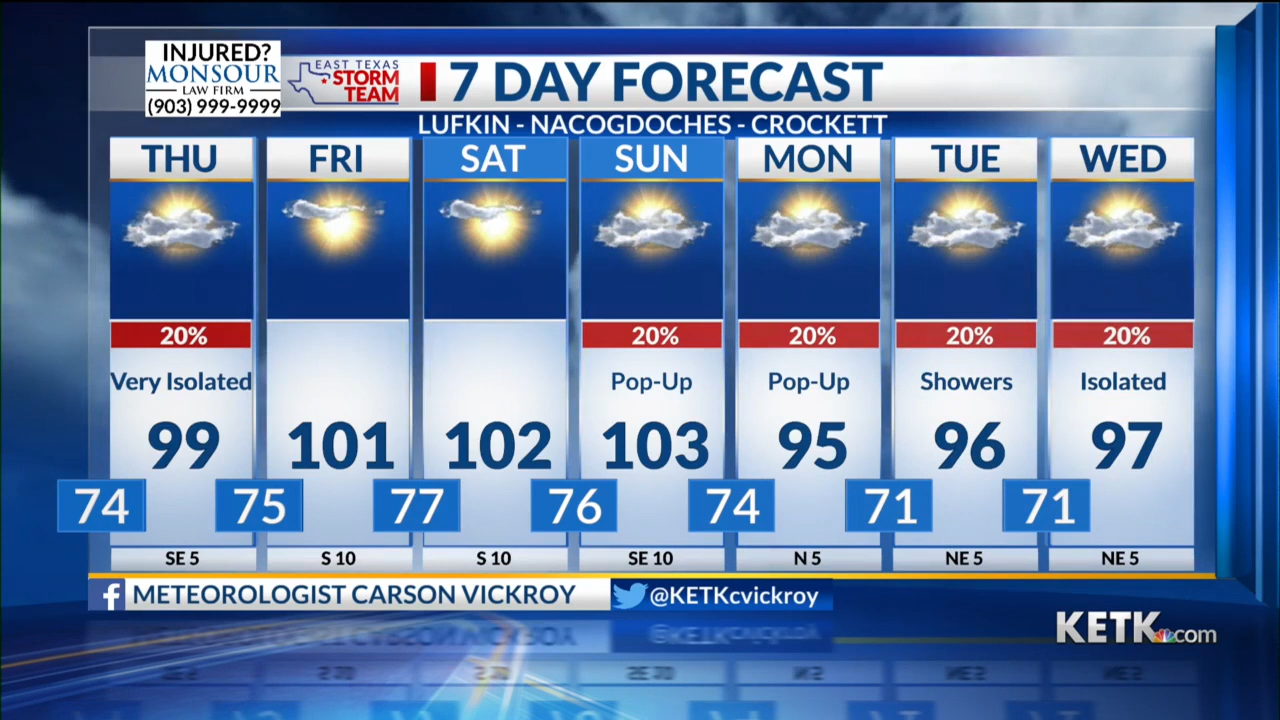 INJURED?
MONSOUR
LAW FIRM
(903) 999-9999
EAST TEXAS
STORM
TEAM
7 DAY FORECAST
LUFKIN - NACOGDOCHES - CROCKETT
THU FRI SAT SUN MON TUE WED
20% 20% 20% 20% 20%
Very Isolated Pop-Up Pop-Up Showers Isolated
99 101 102 103 95 96 97
74 75 77 76 74 71 71
SE 5 S 10 S 10 SE 10 N 5 NE 5 NE 5
f METEOROLOGIST CARSON VICKROY @KETKcvickroy
KETK.com